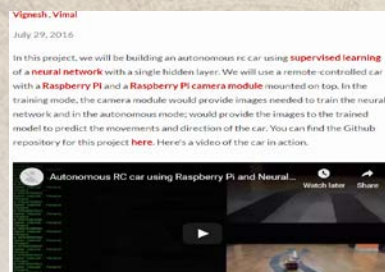 Vignesh , Vimal
July 29, 2016
In this project, we will be building an autonomous rc car using supervised learning
of a neural network with a single hidden layer. We will use a remote-controlled car
with a Raspberry Pi and a Raspberry Pi camera module mounted on top. In the
training mode, the camera module would provide images needed to train the neural
network and in the autonomous mode; would provide the images to the trained
model to predict the movements and direction of the car. You can find the Github
repository for this project here. Here's a video of the car in action.
Autonomous RC car using Raspberry Pi and Neural...
Watch later
Share